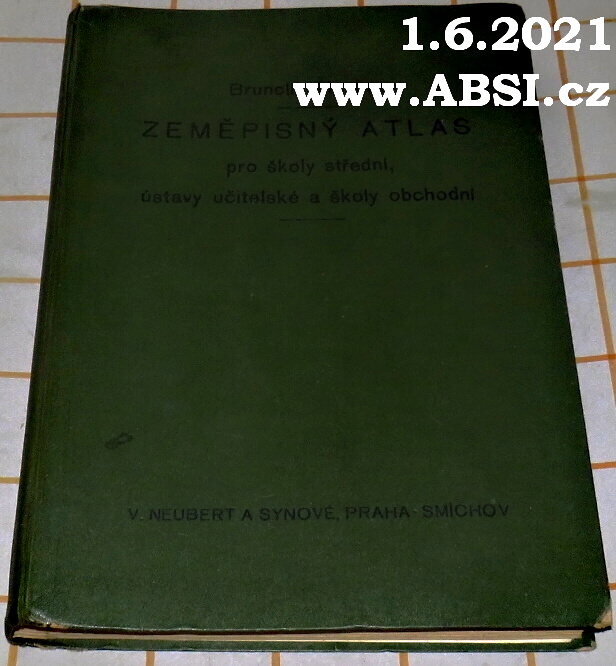 1.6.2021
www.ABSI.cz
ZEMĚPISNÝ ATLAS
pro školy střední,
ústavy učitelské a školy obchodní
V. NEUBERT A SYNOVÉ, PRAHA-SMÍCHOV